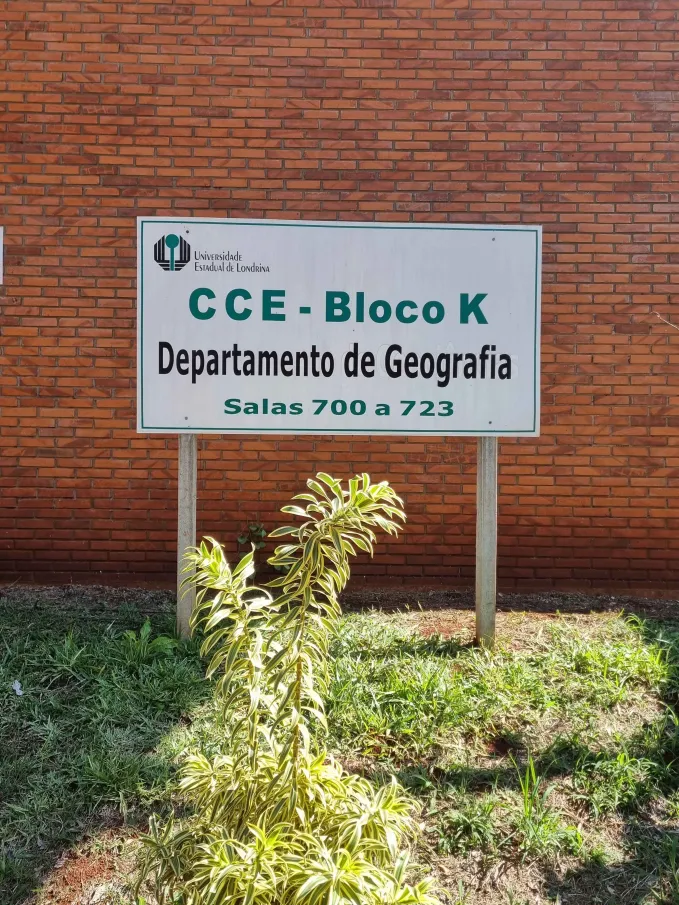 Universidade
Estadual de Londrina
CCE - Bloco K
Departamento de Geografia
Salas 700 a 723